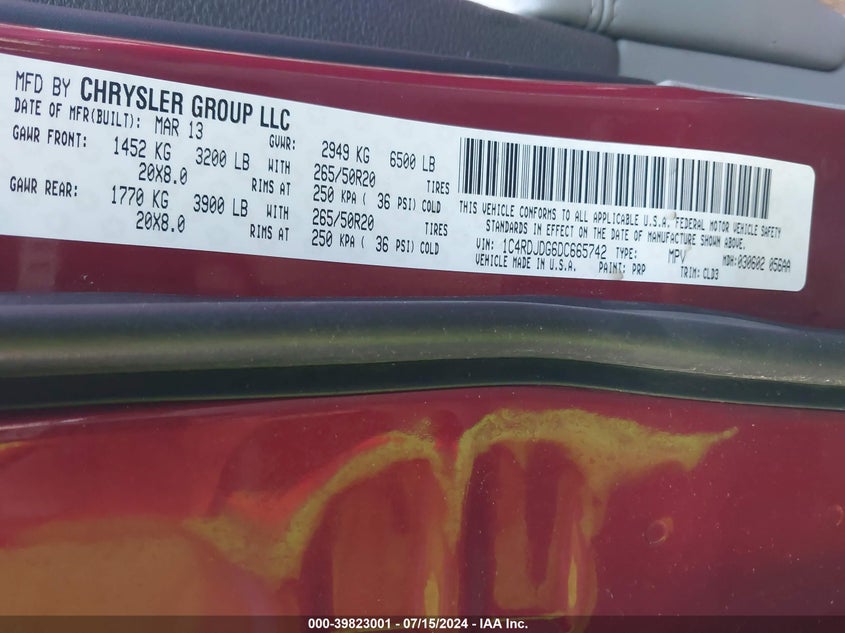 MFD BY CHRYSLER GROUP LLC
DATE OF MFR(BUILT): MAR 13 GVWR: 2949 KG 6500 LB
GAWR FRONT: 1452 KG 3200 LB WITH 265/50R20 TIRES
20X8.0 RIMS AT 250 KPA ( 36 PSI) COLD
GAWR REAR: 1770 KG 3900 LB WITH 265/50R20 TIRES
20X8.0 RIMS AT 250 KPA ( 36 PSI) COLD
THIS VEHICLE CONFORMS TO ALL APPLICABLE U.S.A. FEDERAL MOTOR VEHICLE SAFETY
STANDARDS IN EFFECT ON THE DATE OF MANUFACTURE SHOWN ABOVE.
VIN: 1C4RDJDG6DC665742 TYPE: MPV MDH:030602 056AA
VEHICLE MADE IN U.S.A. PAINT: PRP TRIM: CLD3
000-39823001 - 07/15/2024 - IAA Inc.